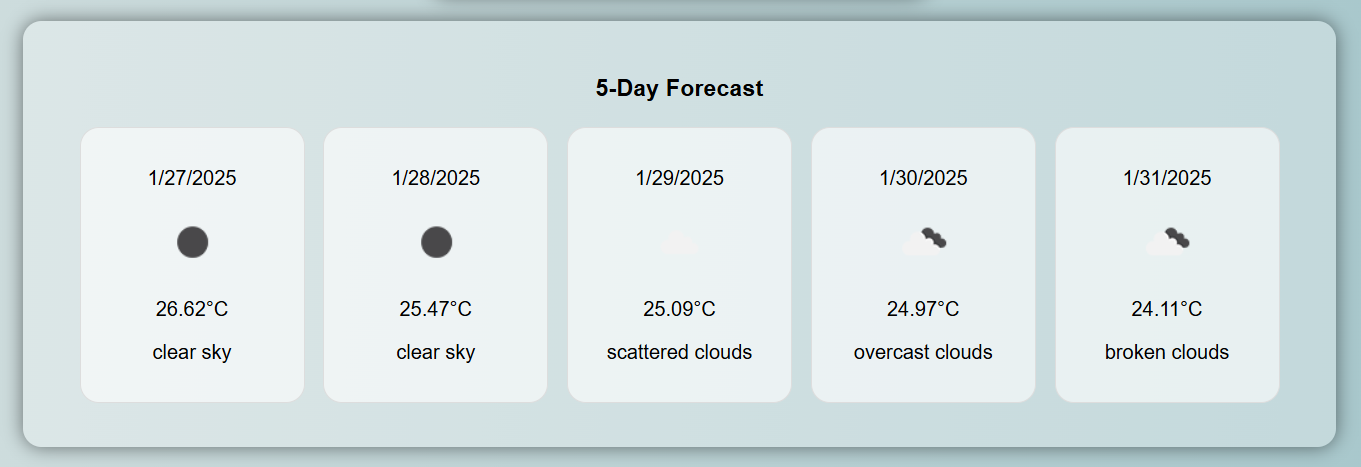 5-Day Forecast
1/27/2025
26.62°C
clear sky
1/28/2025
25.47°C
clear sky
1/29/2025
25.09°C
scattered clouds
1/30/2025
24.97°C
overcast clouds
1/31/2025
24.11°C
broken clouds